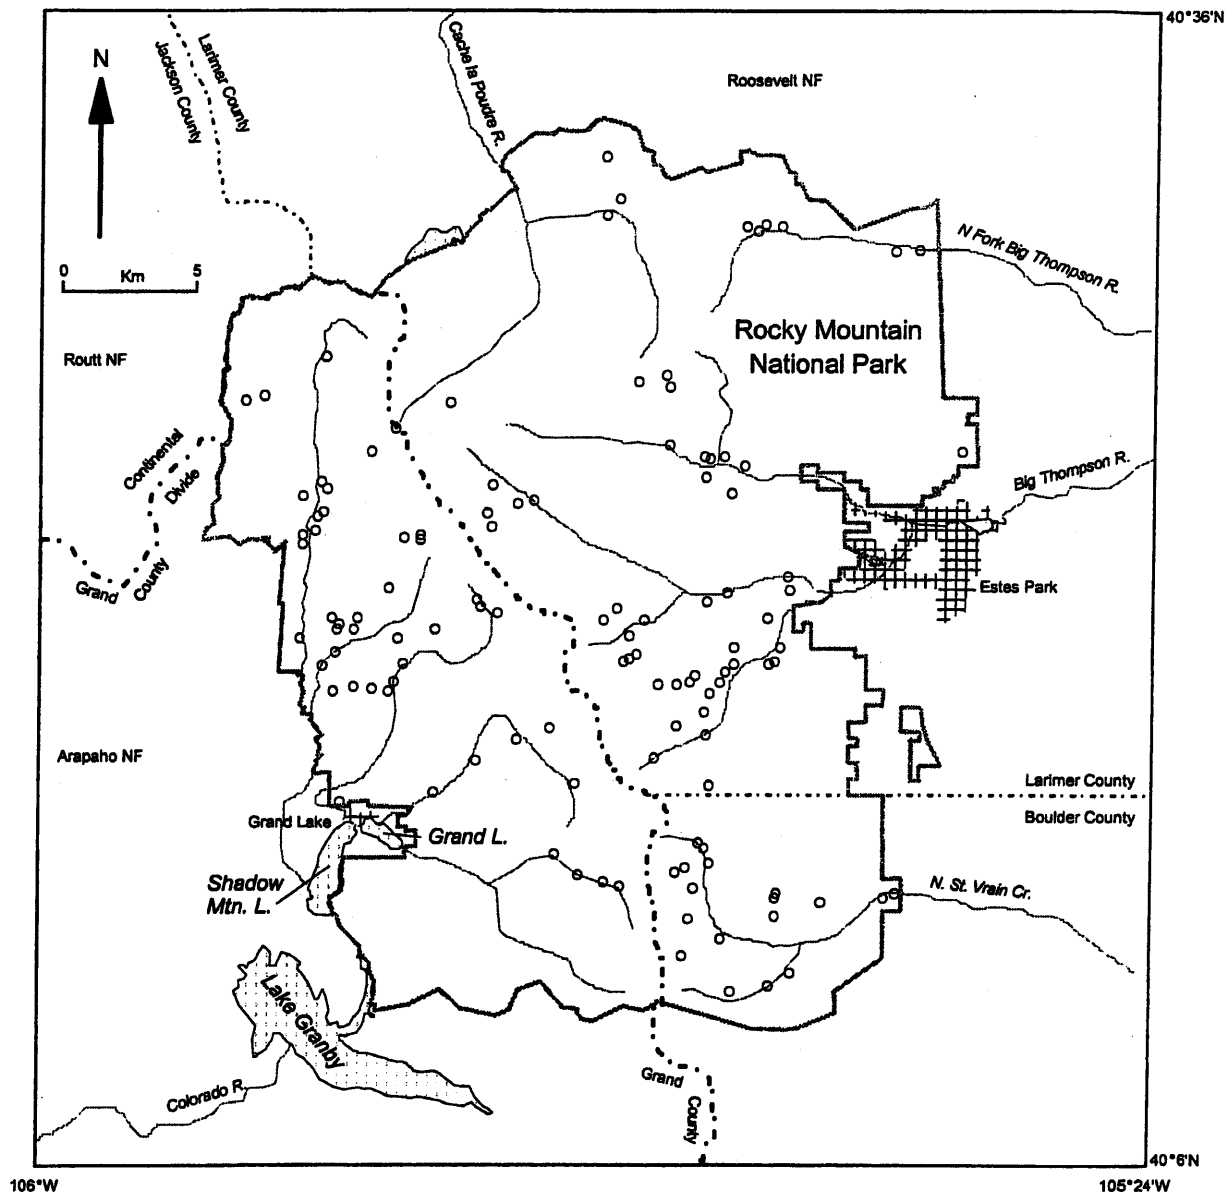 40°36'N
Larimer County
Jackson County
Cache la Poudre R.
N
Roosevelt NF
0
5
Km
N Fork Big Thompson R.
Rocky Mountain
National Park
Routt NF
Continental
Divide
Big Thompson R.
Grand
County
Estes Park
Arapaho NF
Larimer County
Boulder County
Grand Lake
Grand L.
Shadow
Mtn. L.
N. St. Vrain Cr.
Lake Granby
Colorado R.
Grand
County
40°6'N
106°W
105°24'W